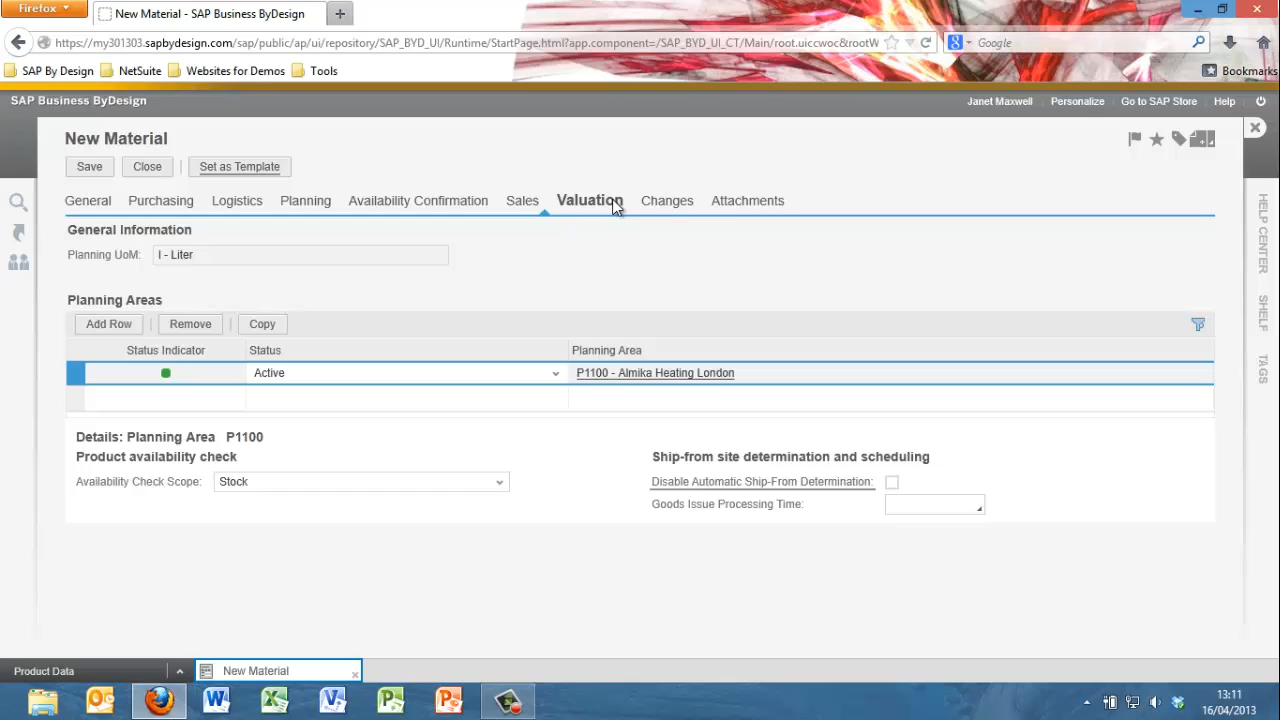 Firefox
New Material - SAP Business ByDesign
https://my301303.sapbydesign.com/sap/public/ap/ui/repository/SAP_BYD_UI/Runtime/StartPage.html?app.component=/SAP_BYD_UI_CT/Main/root.uiccwoc&rootW
Google
SAP By Design NetSuite Websites for Demos Tools Bookmarks
SAP Business ByDesign Janet Maxwell Personalize Go to SAP Store Help
New Material
Save Close Set as Template
General Purchasing Logistics Planning Availability Confirmation Sales Valuation Changes Attachments
General Information
Planning UoM: l - Liter
Planning Areas
Add Row Remove Copy
Status Indicator Status Planning Area
Active P1100 - Almika Heating London
Details: Planning Area P1100
Product availability check Ship-from site determination and scheduling
Availability Check Scope: Stock Disable Automatic Ship-From Determination:
Goods Issue Processing Time:
HELP CENTER
SHELF
TAGS
Product Data New Material
13:11
16/04/2013